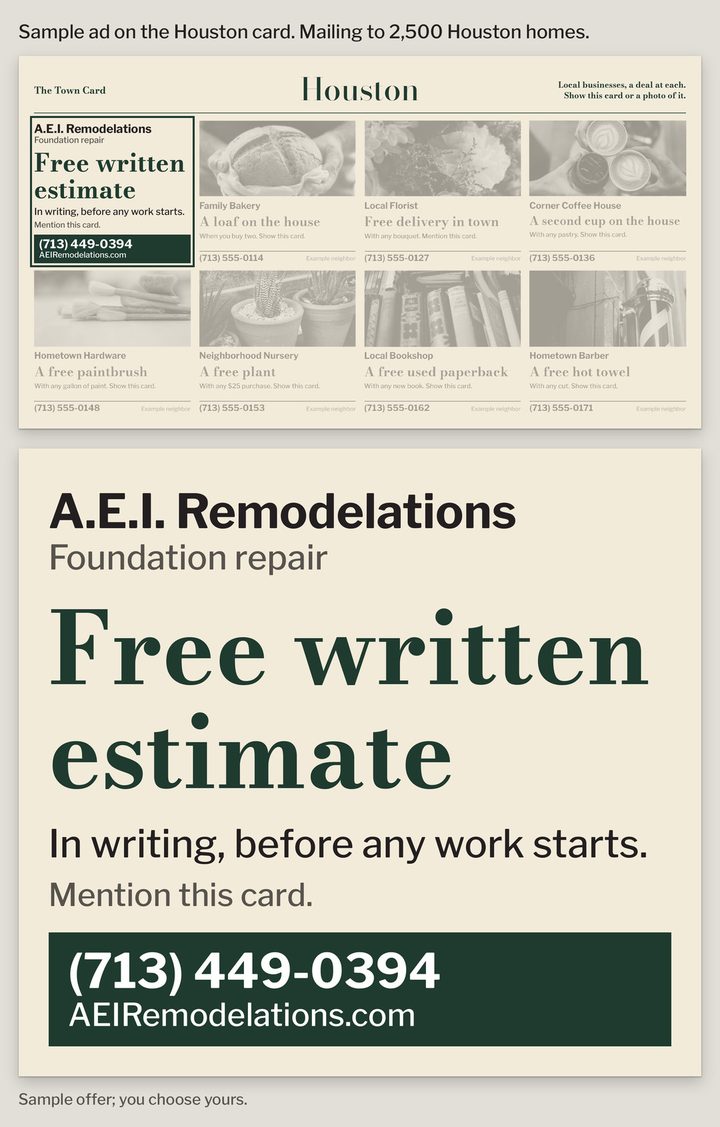 Sample ad on the Houston card. Mailing to 2,500 Houston homes.
The Town Card
Houston
Local businesses, a deal at each.
Show this card or a photo of it.
A.E.I. Remodelations
Foundation repair
Free written
estimate
In writing, before any work starts.
Mention this card.
(713) 449-0394
AEIRemodelations.com
Family Bakery
A loaf on the house
When you buy two. Show this card.
(713) 555-0114
Example neighbor
Local Florist
Free delivery in town
With any bouquet. Mention this card.
(713) 555-0127
Example neighbor
Corner Coffee House
A second cup on the house
With any pastry. Show this card.
(713) 555-0136
Example neighbor
Hometown Hardware
A free paintbrush
With any gallon of paint. Show this card.
(713) 555-0148
Example neighbor
Neighborhood Nursery
A free plant
With any $25 purchase. Show this card.
(713) 555-0153
Example neighbor
Local Bookshop
A free used paperback
With any new book. Show this card.
(713) 555-0162
Example neighbor
Hometown Barber
A free hot towel
With any cut. Show this card.
(713) 555-0171
Example neighbor
A.E.I. Remodelations
Foundation repair
Free written
estimate
In writing, before any work starts.
Mention this card.
(713) 449-0394
AEIRemodelations.com
Sample offer; you choose yours.